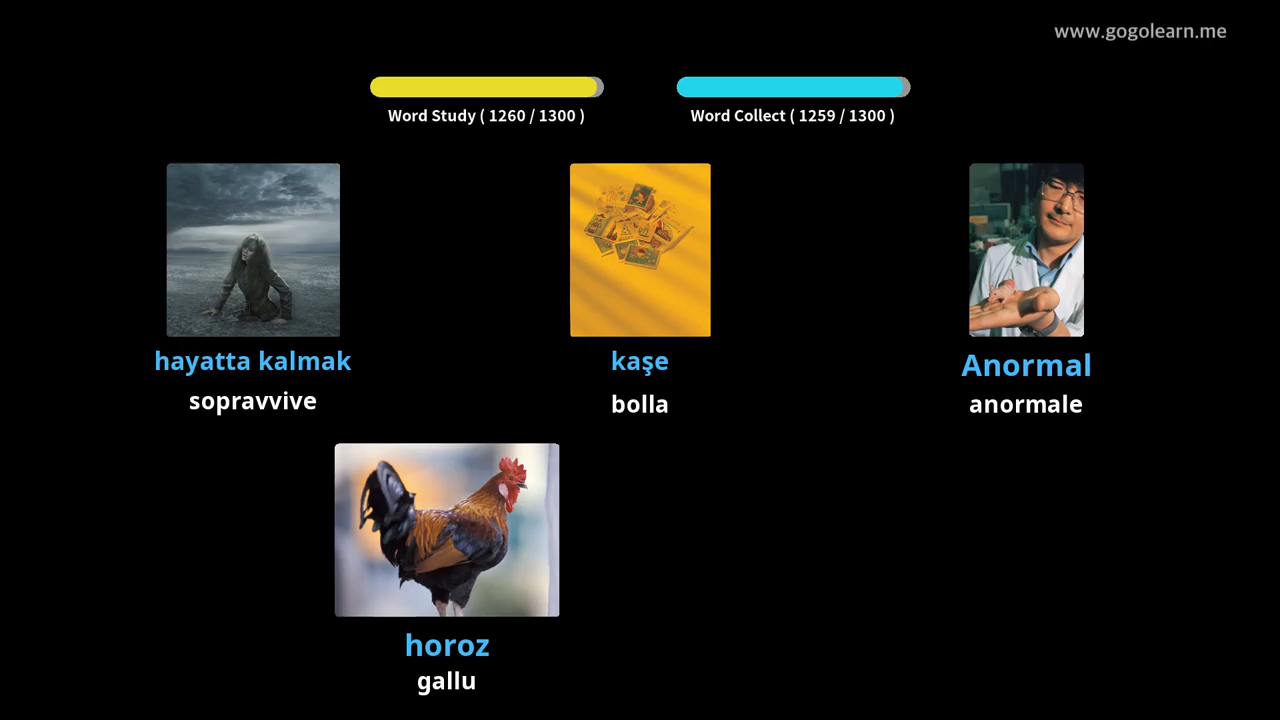 www.gogolearn.me
Word Study ( 1260 / 1300 )
Word Collect ( 1259 / 1300 )
hayatta kalmak
sopravvive
kaşe
bolla
Anormal
anormale
horoz
gallu